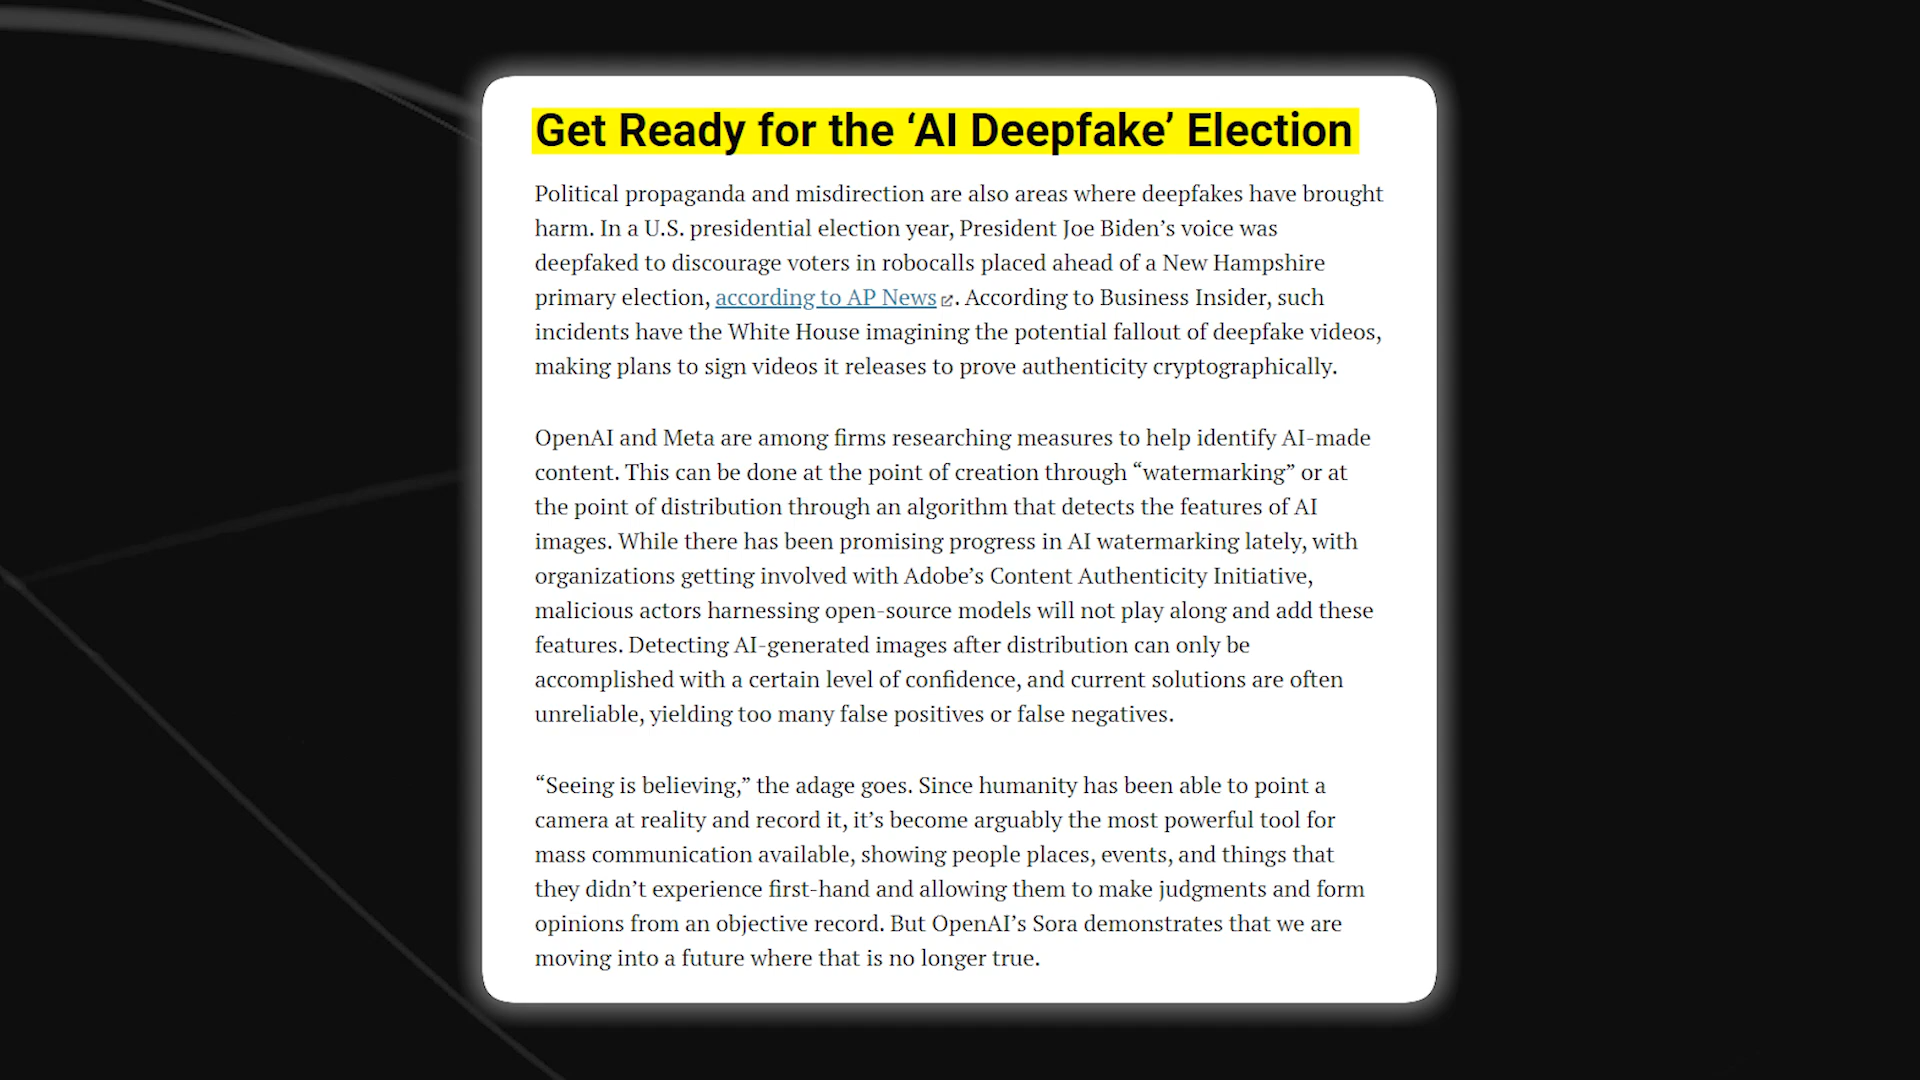 Get Ready for the ‘AI Deepfake’ Election
Political propaganda and misdirection are also areas where deepfakes have brought
harm. In a U.S. presidential election year, President Joe Biden’s voice was
deepfaked to discourage voters in robocalls placed ahead of a New Hampshire
primary election, according to AP News. According to Business Insider, such
incidents have the White House imagining the potential fallout of deepfake videos,
making plans to sign videos it releases to prove authenticity cryptographically.
OpenAI and Meta are among firms researching measures to help identify AI-made
content. This can be done at the point of creation through “watermarking” or at
the point of distribution through an algorithm that detects the features of AI
images. While there has been promising progress in AI watermarking lately, with
organizations getting involved with Adobe’s Content Authenticity Initiative,
malicious actors harnessing open-source models will not play along and add these
features. Detecting AI-generated images after distribution can only be
accomplished with a certain level of confidence, and current solutions are often
unreliable, yielding too many false positives or false negatives.
“Seeing is believing,” the adage goes. Since humanity has been able to point a
camera at reality and record it, it’s become arguably the most powerful tool for
mass communication available, showing people places, events, and things that
they didn’t experience first-hand and allowing them to make judgments and form
opinions from an objective record. But OpenAI’s Sora demonstrates that we are
moving into a future where that is no longer true.